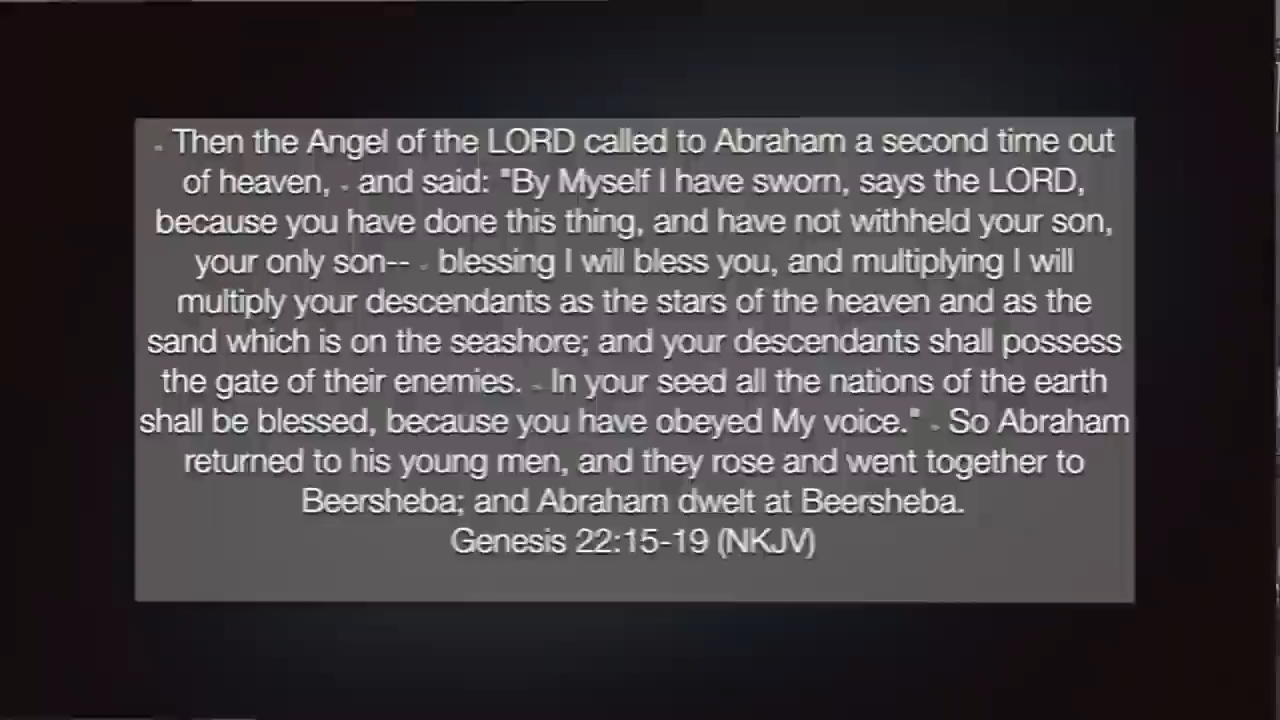 - Then the Angel of the LORD called to Abraham a second time out
of heaven, - and said: "By Myself I have sworn, says the LORD,
because you have done this thing, and have not withheld your son,
your only son-- - blessing I will bless you, and multiplying I will
multiply your descendants as the stars of the heaven and as the
sand which is on the seashore; and your descendants shall possess
the gate of their enemies. - In your seed all the nations of the earth
shall be blessed, because you have obeyed My voice." - So Abraham
returned to his young men, and they rose and went together to
Beersheba; and Abraham dwelt at Beersheba.
Genesis 22:15-19 (NKJV)